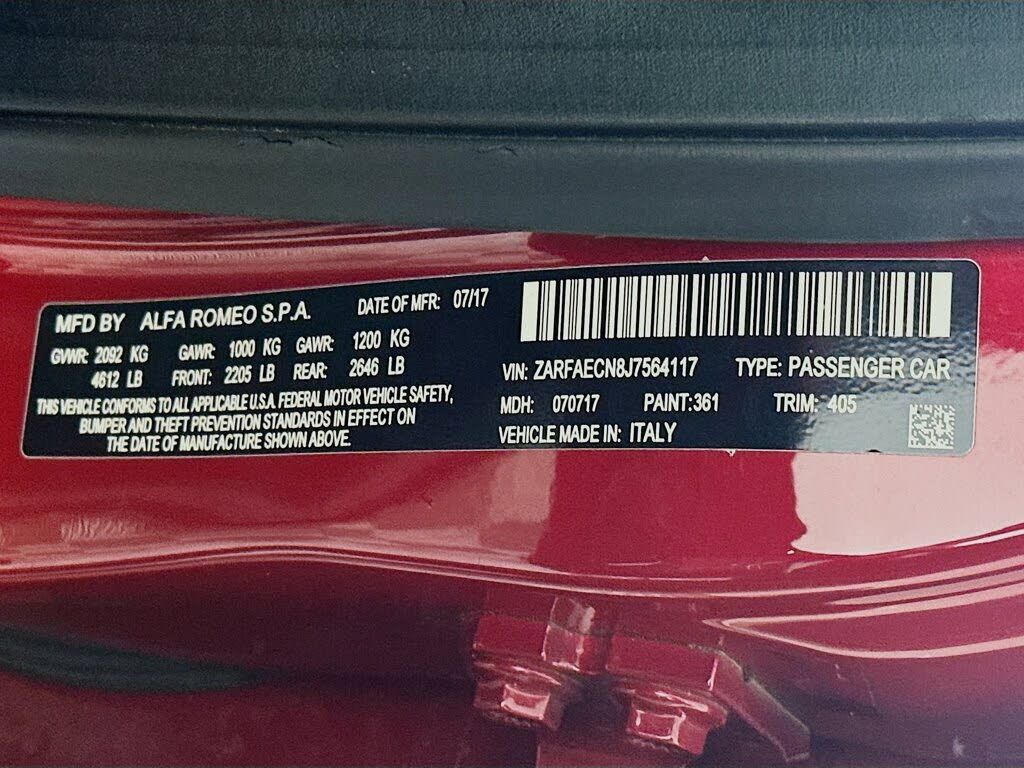 MFD BY ALFA ROMEO S.P.A. DATE OF MFR: 07/17
GVWR: 2092 KG GAWR: 1000 KG GAWR: 1200 KG
4612 LB FRONT: 2205 LB REAR: 2646 LB
THIS VEHICLE CONFORMS TO ALL APPLICABLE U.S.A. FEDERAL MOTOR VEHICLE SAFETY,
BUMPER AND THEFT PREVENTION STANDARDS IN EFFECT ON
THE DATE OF MANUFACTURE SHOWN ABOVE.
VIN: ZARFAECN8J7564117 TYPE: PASSENGER CAR
MDH: 070717 PAINT:361 TRIM: 405
VEHICLE MADE IN: ITALY